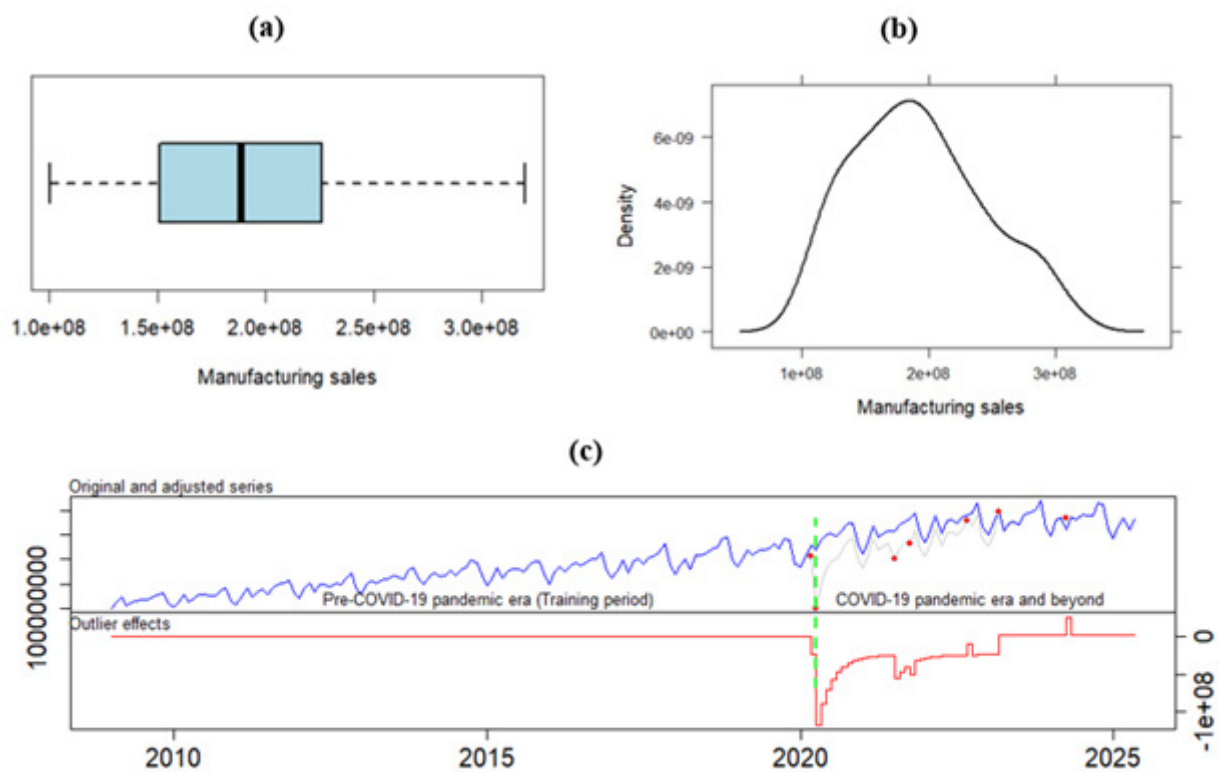 (a)
1.0e+08 1.5e+08 2.0e+08 2.5e+08 3.0e+08
Manufacturing sales
(b)
Density
6e-09
4e-09
2e-09
0e+00
1e+08 2e+08 3e+08
Manufacturing sales
(c)
Original and adjusted series
100000000
Pre-COVID-19 pandemic era (Training period)
COVID-19 pandemic era and beyond
Outlier effects
0
-1e+08
2010 2015 2020 2025